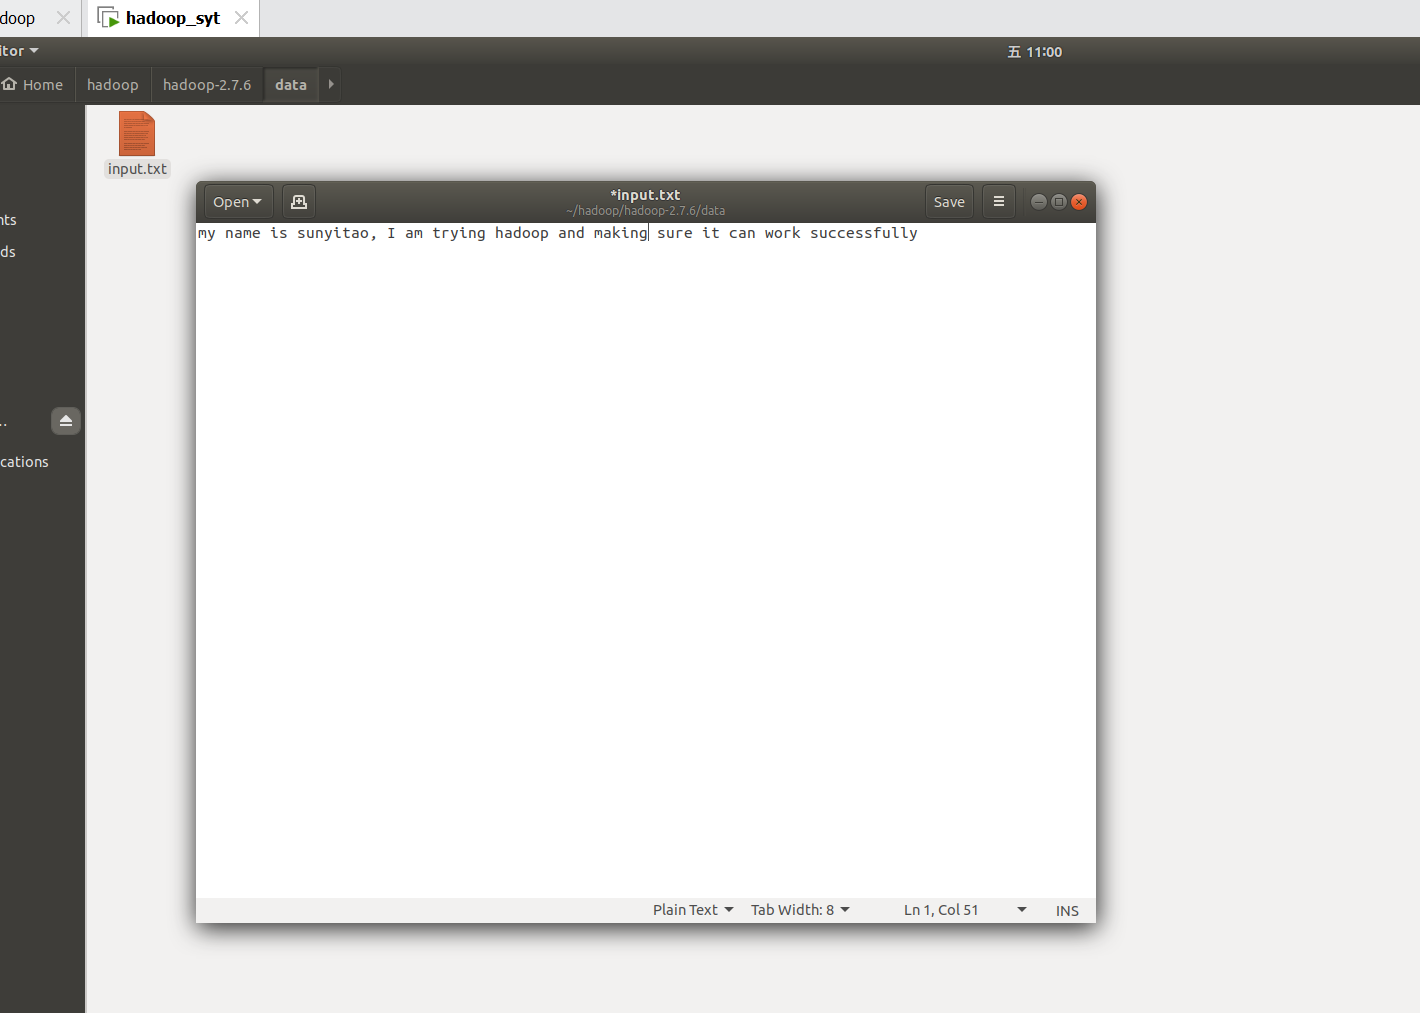 doop
hadoop_syt
itor
五 11:00
Home
hadoop
hadoop-2.7.6
data
input.txt
Open
*input.txt
~/hadoop/hadoop-2.7.6/data
Save
my name is sunyitao, I am trying hadoop and making sure it can work successfully
nts
ds
..
cations
Plain Text
Tab Width: 8
Ln 1, Col 51
INS